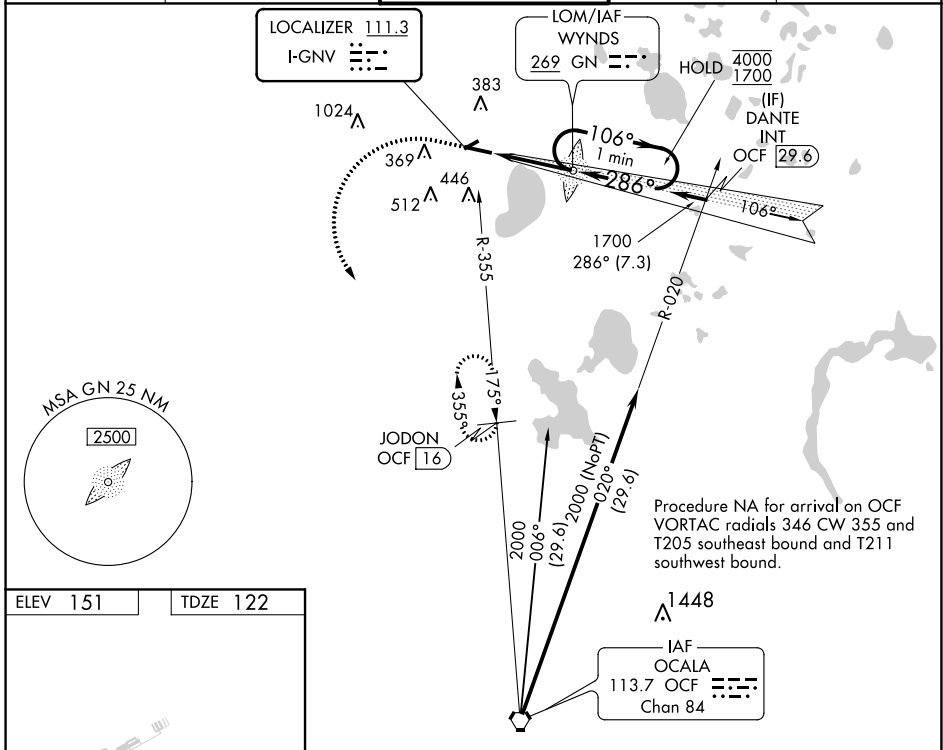 LOCALIZER 111.3
I-GNV
LOM/IAF
WYNDS
269 GN
HOLD 4000
1700
(IF)
DANTE
INT
OCF 29.6
1024
383
369
446
512
106°
1 min
286°
106°
1700
286° (7.3)
R-355
R-020
MSA GN 25 NM
2500
175°
355°
JODON
OCF 16
2000
006°
(29.6)
2000 (NoPT)
020°
(29.6)
Procedure NA for arrival on OCF
VORTAC radials 346 CW 355 and
T205 southeast bound and T211
southwest bound.
1448
IAF
OCALA
113.7 OCF
Chan 84
ELEV 151
TDZE 122